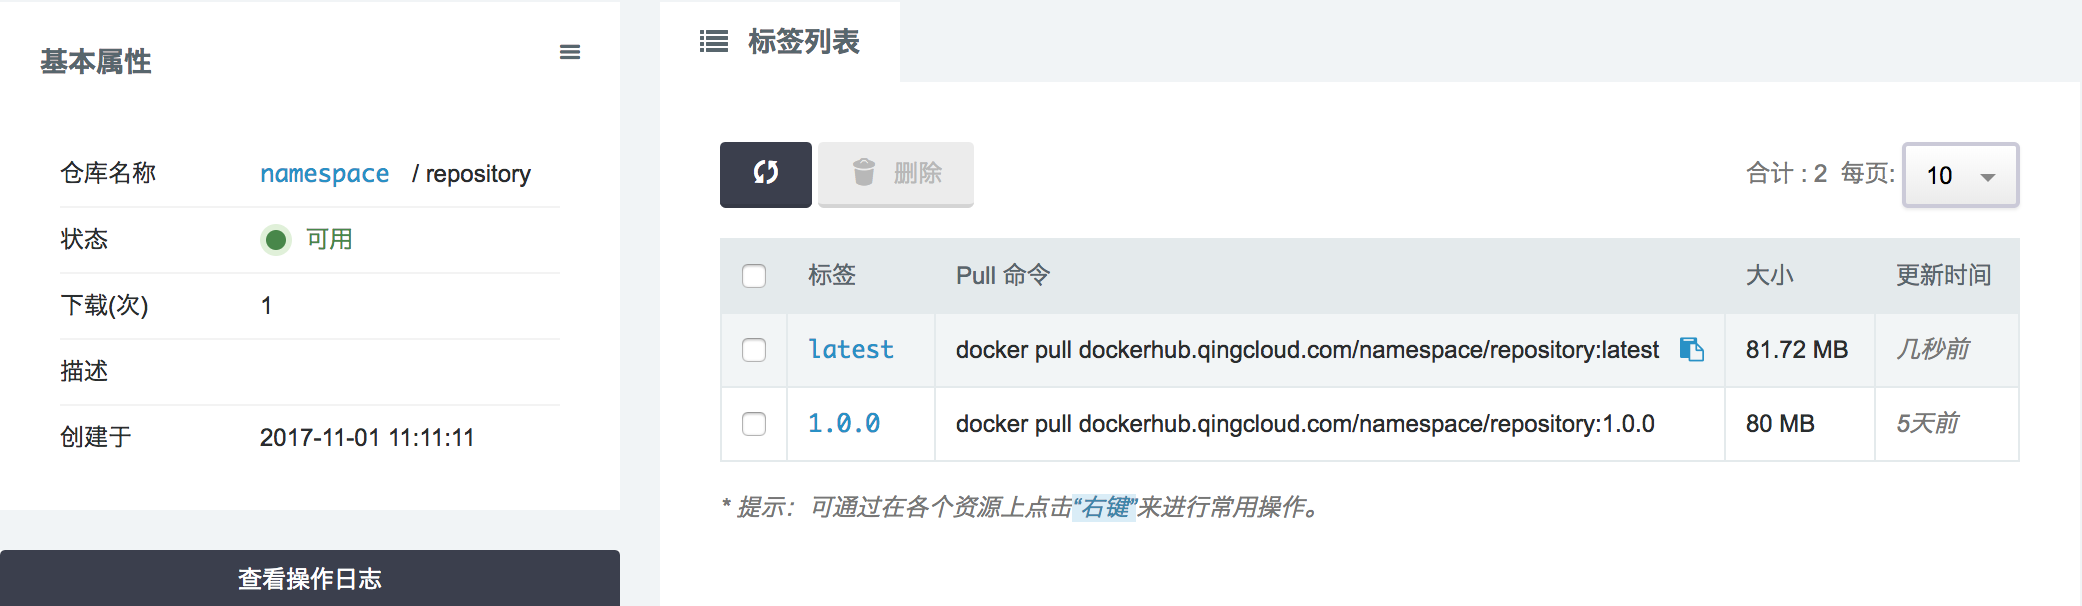 基本属性
仓库名称 namespace / repository
状态 可用
下载(次) 1
描述
创建于 2017-11-01 11:11:11
查看操作日志
标签列表
删除
合计 : 2 每页: 10
标签 Pull 命令 大小 更新时间
latest docker pull dockerhub.qingcloud.com/namespace/repository:latest 81.72 MB 几秒前
1.0.0 docker pull dockerhub.qingcloud.com/namespace/repository:1.0.0 80 MB 5天前
* 提示：可通过在各个资源上点击“右键”来进行常用操作。